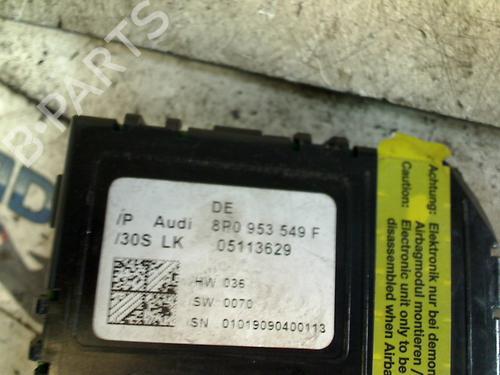 B-PARTS
DE
/P Audi 8R0 953 549 F
/30S LK 05113629
HW 036
SW 0070
SN 01019090400113
Achtung: Elektronik nur bei demon
Airbagmodul montieren /
Caution: Electronic unit only to be
disassembled when Airba